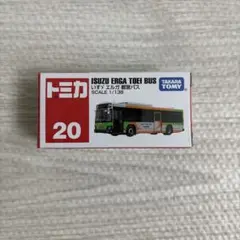 トミカ
20
ISUZU ERGA TOEI BUS
いすゞ エルガ 都営バス
SCALE 1/139
TAKARA
TOMY